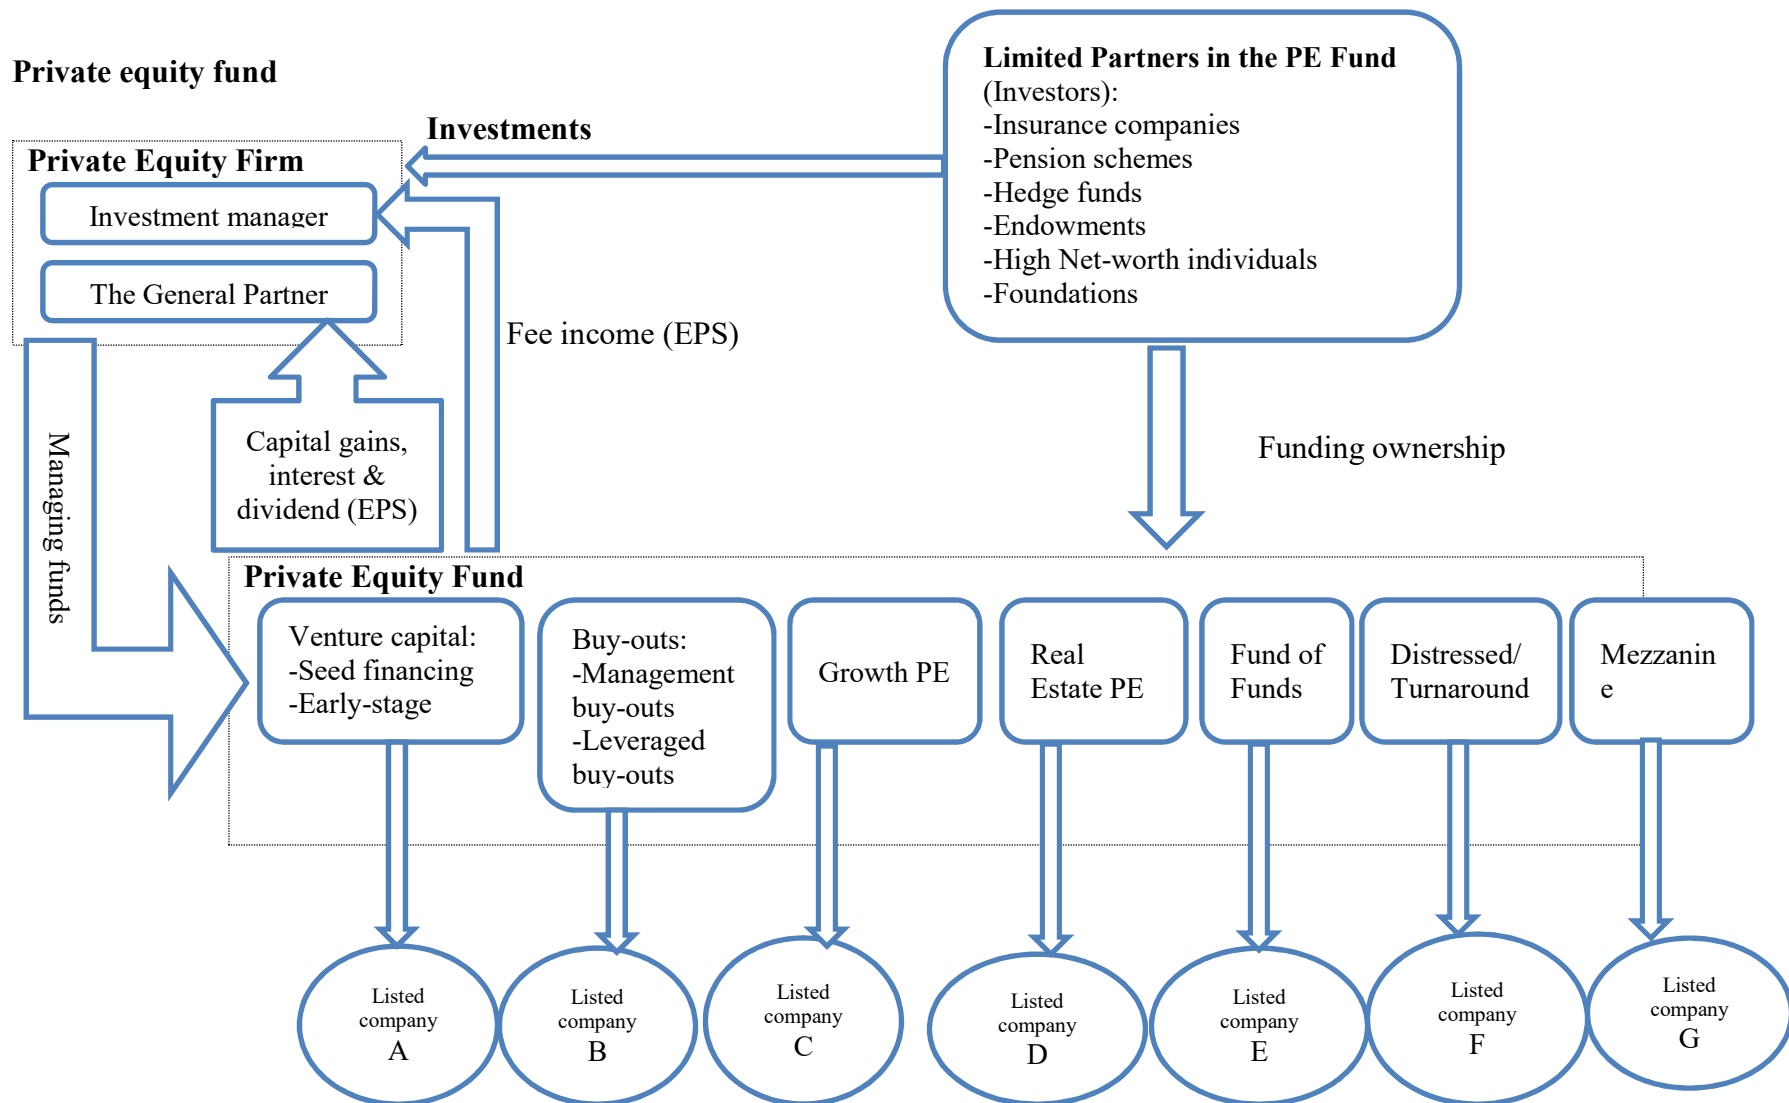 Private equity fund
Limited Partners in the PE Fund
(Investors):
-Insurance companies
-Pension schemes
-Hedge funds
-Endowments
-High Net-worth individuals
-Foundations
Investments
Private Equity Firm
Investment manager
The General Partner
Fee income (EPS)
Managing funds
Capital gains,
interest &
dividend (EPS)
Funding ownership
Private Equity Fund
Venture capital:
-Seed financing
-Early-stage
Buy-outs:
-Management
buy-outs
-Leveraged
buy-outs
Growth PE
Real
Estate PE
Fund of
Funds
Distressed/
Turnaround
Mezzanin
e
Listed
company
A
Listed
company
B
Listed
company
C
Listed
company
D
Listed
company
E
Listed
company
F
Listed
company
G